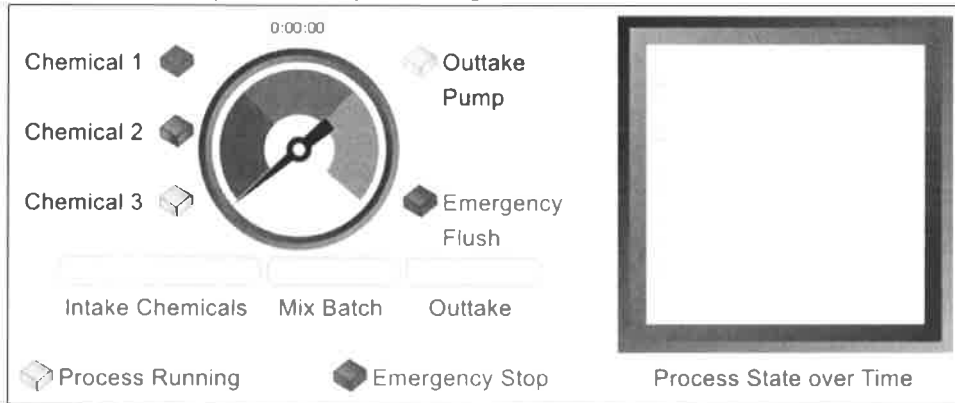 0:00:00
Chemical 1
Outtake
Pump
Chemical 2
Chemical 3
Emergency
Flush
Intake Chemicals
Mix Batch
Outtake
Process Running
Emergency Stop
Process State over Time